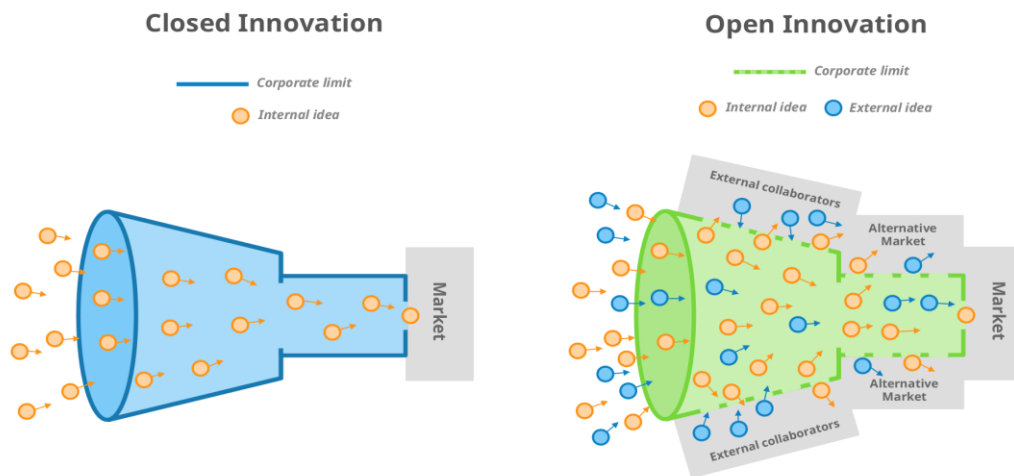 Closed Innovation
Corporate limit
Internal idea
Market
Open Innovation
Corporate limit
Internal idea
External idea
External collaborators
Alternative
Market
Market
Alternative
Market
External collaborators